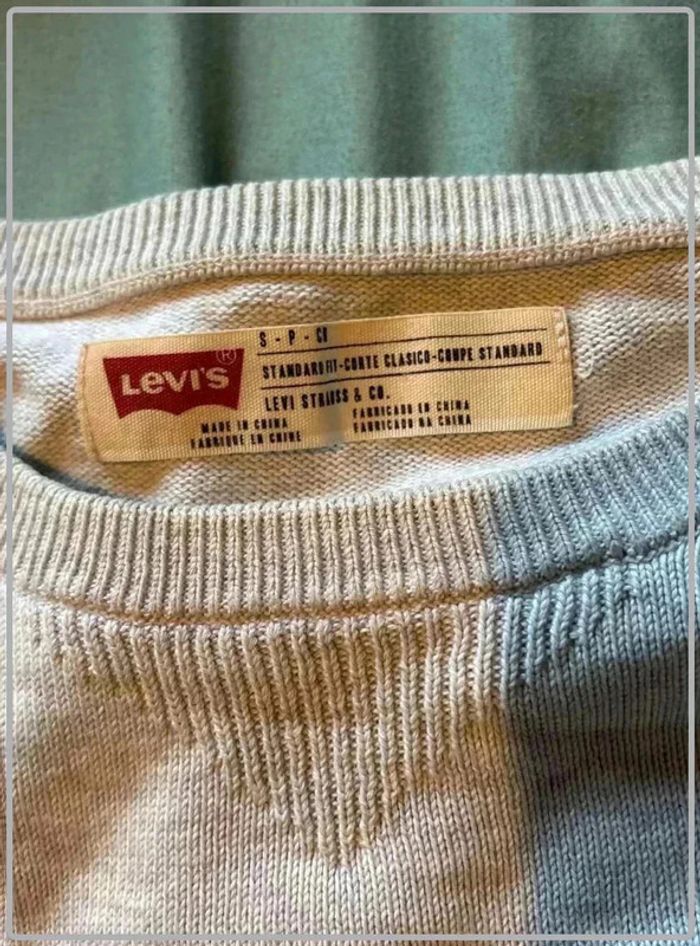 LEVI'S®
S - P - CH
STANDARD FIT-CORTE CLASICO-COUPE STANDARD
LEVI STRAUSS & CO.
MADE IN CHINA
FABRIQUE EN CHINE
FABRICADO EN CHINA
FABRICADO NA CHINA